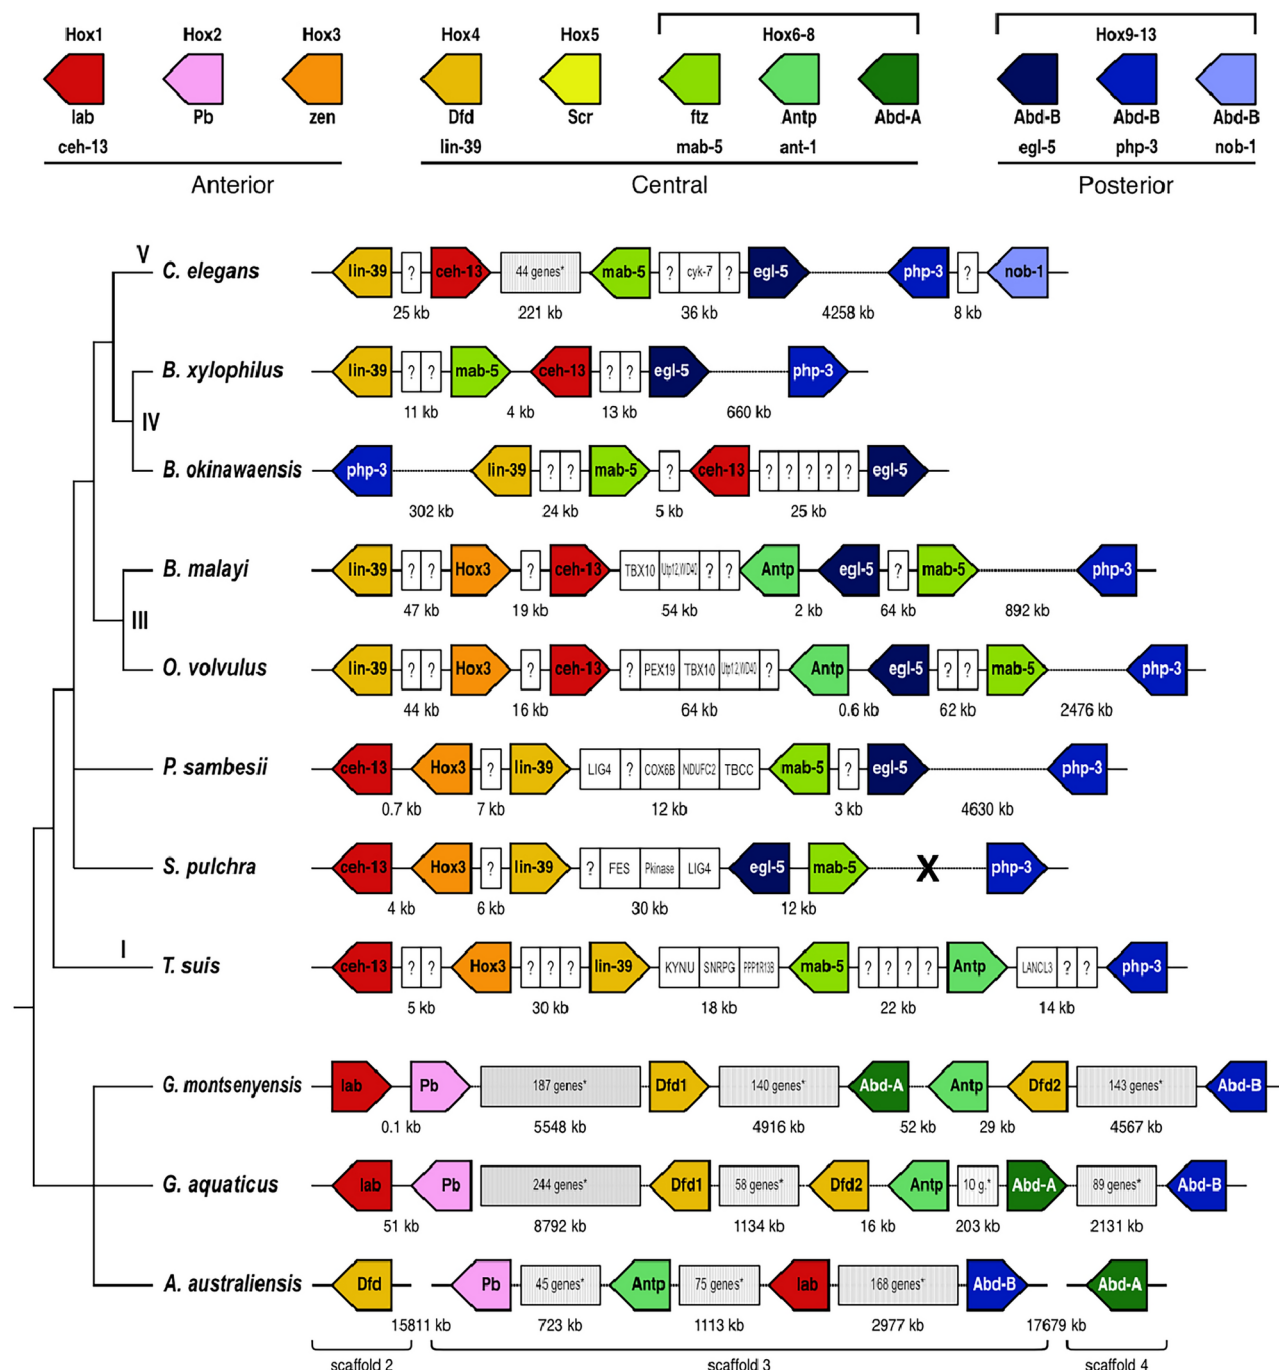 Hox1 Hox2 Hox3 Hox4 Hox5 Hox6-8 Hox9-13
lab Pb zen Dfd Scr ftz Antp Abd-A Abd-B Abd-B Abd-B
ceh-13 lin-39 mab-5 ant-1 egl-5 php-3 nob-1
Anterior Central Posterior
V
C. elegans lin-39 ? ceh-13 44 genes* mab-5 ? cyk-7 ? egl-5 php-3 ? nob-1
25 kb 221 kb 36 kb 4258 kb 8 kb
B. xylophilus lin-39 ? ? mab-5 ceh-13 ? ? egl-5 php-3
11 kb 4 kb 13 kb 660 kb
IV
B. okinawaensis php-3 lin-39 ? ? mab-5 ? ceh-13 ? ? ? ? ? egl-5
302 kb 24 kb 5 kb 25 kb
B. malayi lin-39 ? ? Hox3 ? ceh-13 TBX10 Utp12,WD40 ? ? Antp egl-5 ? mab-5 php-3
47 kb 19 kb 54 kb 2 kb 64 kb 892 kb
III
O. volvulus lin-39 ? ? Hox3 ? ceh-13 ? PEX19 TBX10 Utp12,WD40 ? Antp egl-5 ? ? mab-5 php-3
44 kb 16 kb 64 kb 0.6 kb 62 kb 2476 kb
P. sambesii ceh-13 Hox3 ? lin-39 LIG4 ? COX6B NDUFC2 TBCC mab-5 ? egl-5 php-3
0.7 kb 7 kb 12 kb 3 kb 4630 kb
S. pulchra ceh-13 Hox3 ? lin-39 ? FES Pkinase LIG4 egl-5 mab-5 X php-3
4 kb 6 kb 30 kb 12 kb
I
T. suis ceh-13 ? ? Hox3 ? ? ? lin-39 KYNU SNRPG PPP1R13B mab-5 ? ? ? ? Antp LANCL3 ? ? php-3
5 kb 30 kb 18 kb 22 kb 14 kb
G. montsenyensis lab Pb 187 genes* Dfd1 140 genes* Abd-A Antp Dfd2 143 genes* Abd-B
0.1 kb 5548 kb 4916 kb 52 kb 29 kb 4567 kb
G. aquaticus lab Pb 244 genes* Dfd1 58 genes* Dfd2 Antp 10 g.* Abd-A 89 genes* Abd-B
51 kb 8792 kb 1134 kb 16 kb 203 kb 2131 kb
A. australiensis Dfd Pb 45 genes* Antp 75 genes* lab 168 genes* Abd-B Abd-A
15811 kb 723 kb 1113 kb 2977 kb 17679 kb
scaffold 2 scaffold 3 scaffold 4